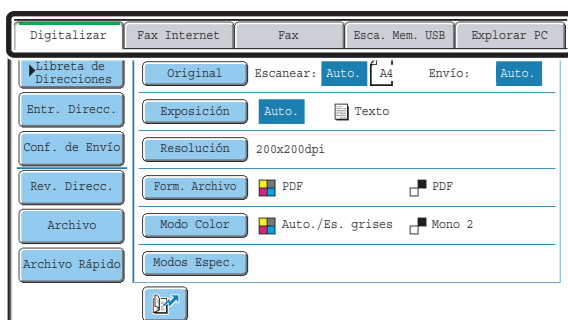 Digitalizar Fax Internet Fax Esca. Mem. USB Explorar PC
Libreta de Direcciones
Original Escanear: Auto. A4 Envío: Auto.
Entr. Direcc.
Exposición Auto. Texto
Conf. de Envío
Resolución 200x200dpi
Rev. Direcc.
Form. Archivo PDF PDF
Archivo
Modo Color Auto./Es. grises Mono 2
Archivo Rápido
Modos Espec.